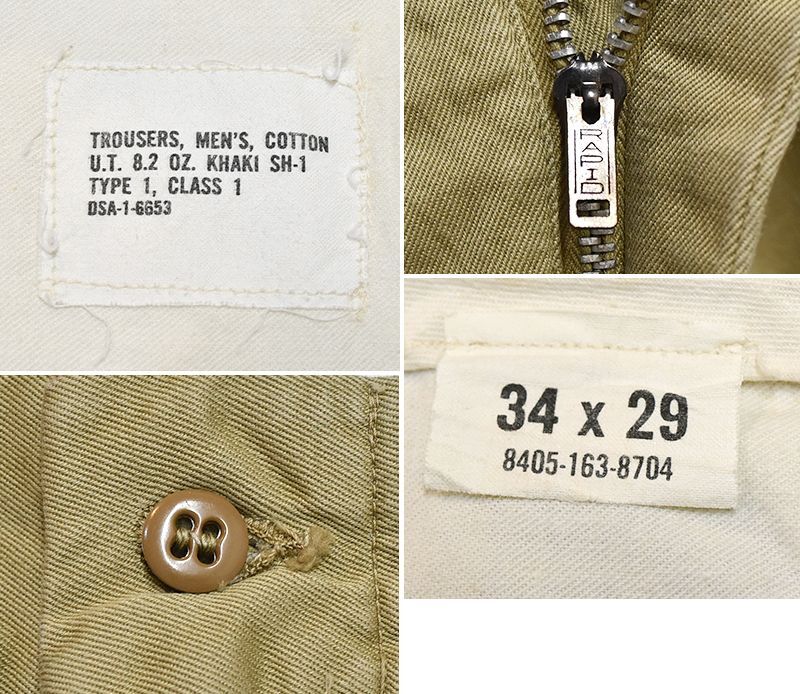 TROUSERS, MEN'S, COTTON
U.T. 8.2 OZ. KHAKI SH-1
TYPE 1, CLASS 1
DSA-1-6653
RAPID
34 x 29
8405-163-8704